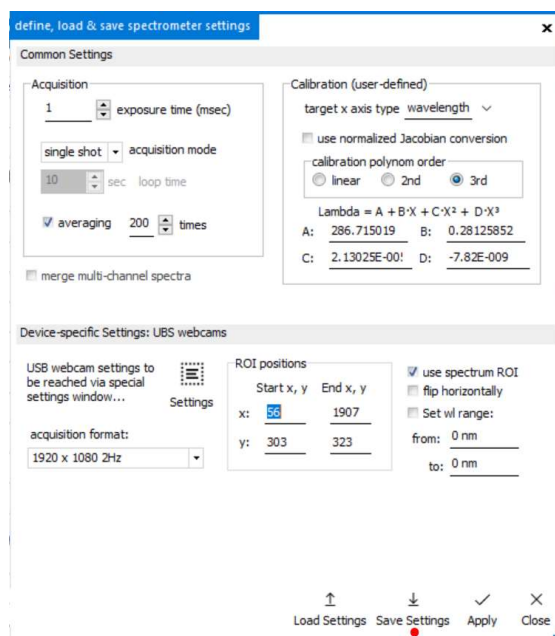 define, load & save spectrometer settings
Common Settings
Acquisition
1 exposure time (msec)
single shot acquisition mode
10 sec loop time
averaging 200 times
merge multi-channel spectra
Calibration (user-defined)
target x axis type wavelength
use normalized Jacobian conversion
calibration polynom order
linear 2nd 3rd
Lambda = A + B·X + C·X² + D·X³
A: 286.715019 B: 0.28125852
C: 2.13025E-00 D: -7.82E-009
Device-specific Settings: UBS webcams
USB webcam settings to
be reached via special
settings window...
Settings
acquisition format:
1920 x 1080 2Hz
ROI positions
Start x, y End x, y
x: 56 1907
y: 303 323
use spectrum ROI
flip horizontally
Set wl range:
from: 0 nm
to: 0 nm
Load Settings Save Settings Apply Close